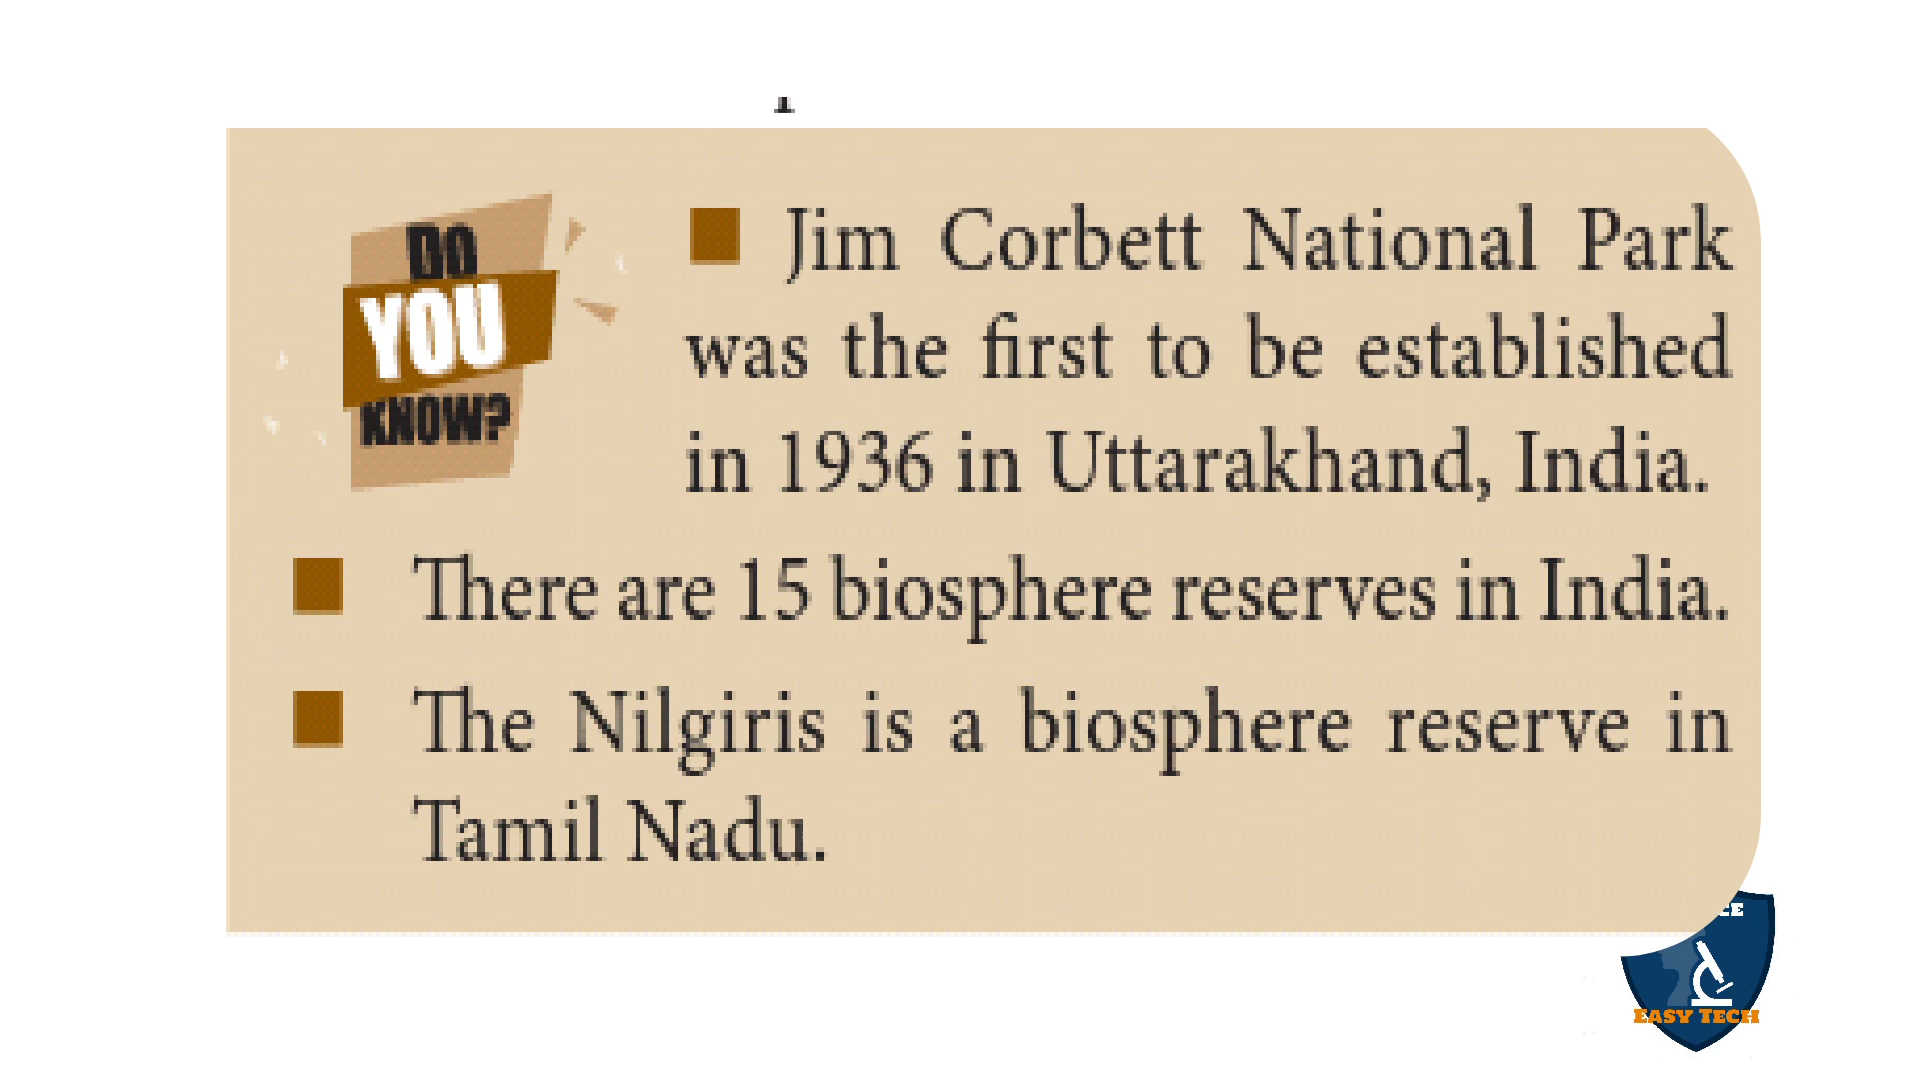 DO
YOU
KNOW?
■ Jim Corbett National Park
was the first to be established
in 1936 in Uttarakhand, India.
■ There are 15 biosphere reserves in India.
■ The Nilgiris is a biosphere reserve in
Tamil Nadu.
EASY TECH